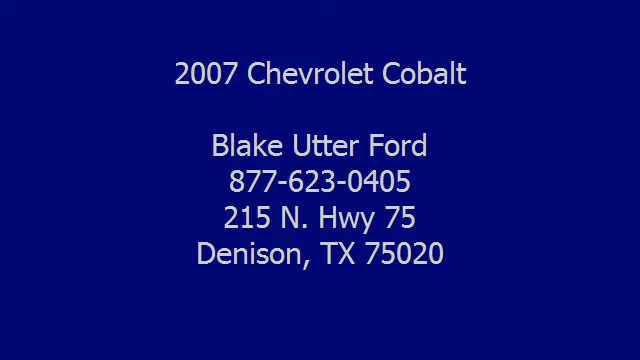 2007 Chevrolet Cobalt
Blake Utter Ford
877-623-0405
215 N. Hwy 75
Denison, TX 75020